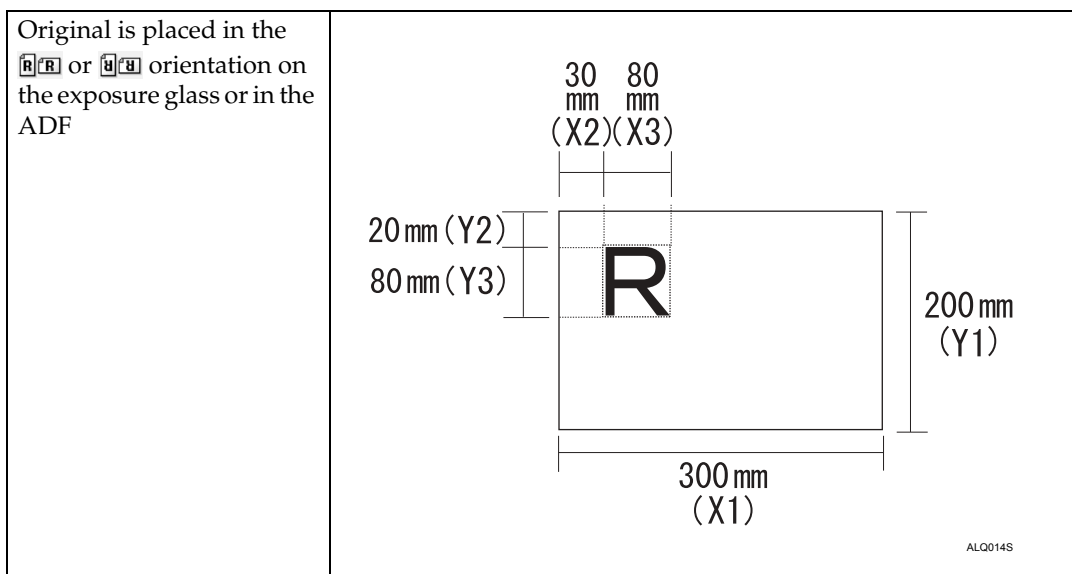 Original is placed in the
R R or R R orientation on
the exposure glass or in the
ADF
30 80
mm mm
(X2)(X3)
20 mm (Y2)
80 mm (Y3)
R
200 mm
(Y1)
300 mm
(X1)
ALQ014S